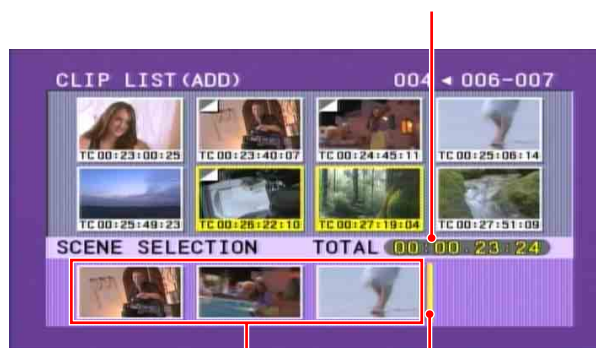 CLIP LIST(ADD) 004 ◄ 006-007
TC 00:23:00:25 TC 00:23:40:07 TC 00:24:45:11 TC 00:25:06:14
TC 00:25:49:23 TC 00:26:22:10 TC 00:27:19:04 TC 00:27:51:09
SCENE SELECTION TOTAL 00:00.23:24